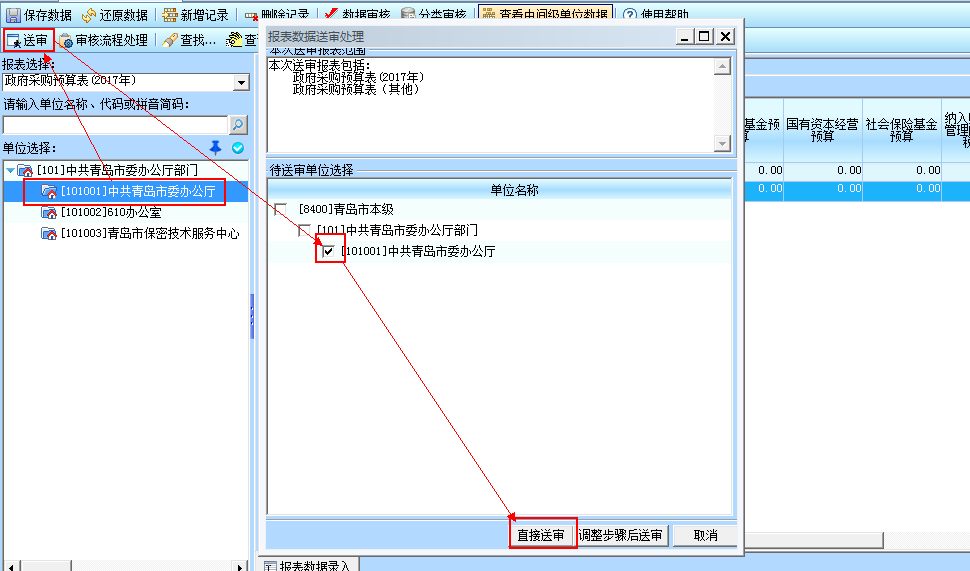 保存数据 还原数据 新增记录 删除记录 数据审核 分类审核 查看中间级单位数据 使用帮助
送审 审核流程处理 查找... 查
报表选择:
政府采购预算表(2017年)
请输入单位名称、代码或拼音简码:
单位选择:
[101]中共青岛市委办公厅部门
[101001]中共青岛市委办公厅
[101002]610办公室
[101003]青岛市保密技术服务中心
报表数据送审处理
本次送审报表范围
本次送审报表包括:
政府采购预算表(2017年)
政府采购预算表(其他)
待送审单位选择
单位名称
[8400]青岛市本级
[101]中共青岛市委办公厅部门
[101001]中共青岛市委办公厅
直接送审 调整步骤后送审 取消
基金预 国有资本经营预算 社会保险基金预算 纳入 管理
0.00 0.00 0.00
0.00 0.00 0.00
报表数据录入